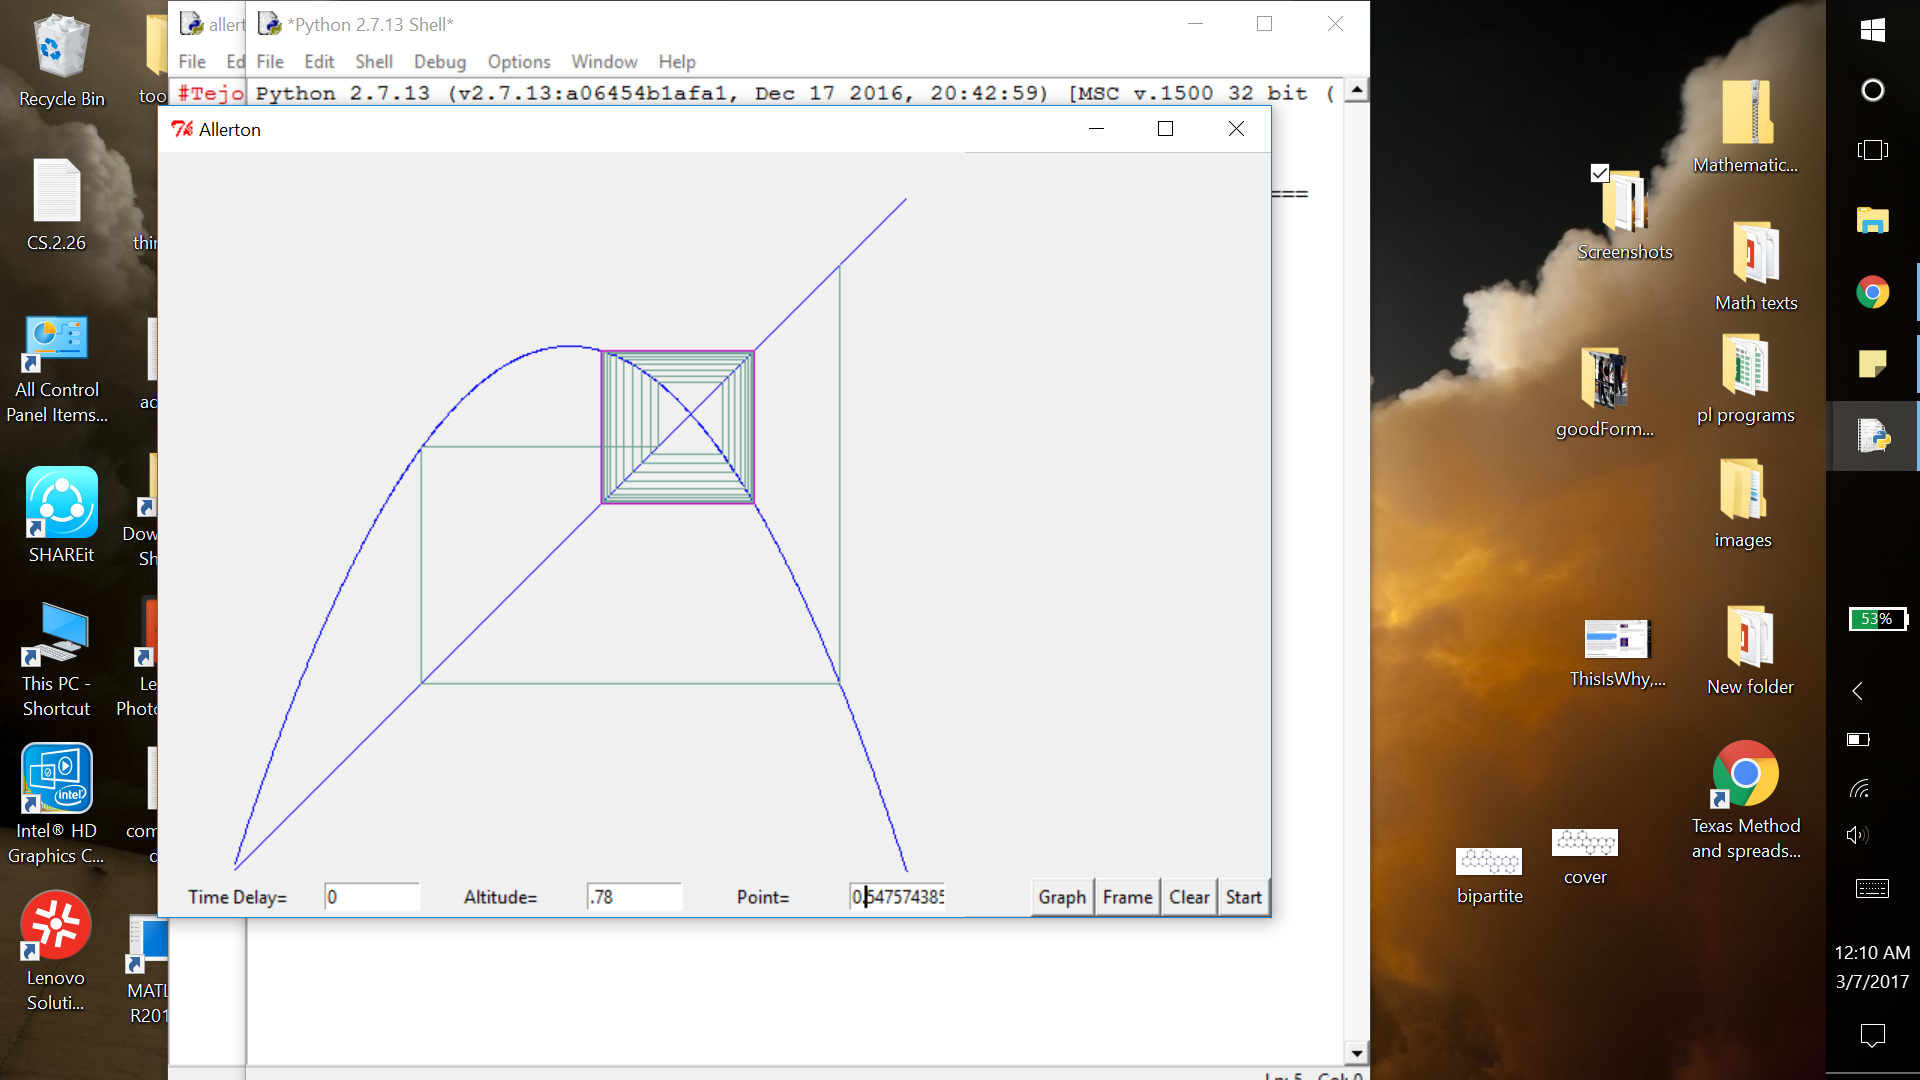 Recycle Bin
too
CS.2.26
thin
All Control
Panel Items...
ac
SHAREit
Dow
Sh
This PC -
Shortcut
Le
Photo
Intel® HD
Graphics C...
com
intel
Lenovo
Soluti...
MATL
R201
allert
File Ed
#Tejo
*Python 2.7.13 Shell*
File Edit Shell Debug Options Window Help
Python 2.7.13 (v2.7.13:a06454b1afa1, Dec 17 2016, 20:42:59) [MSC v.1500 32 bit (
===
Allerton
Time Delay= 0 Altitude= .78 Point= 0.547574385 Graph Frame Clear Start
Mathematic...
Screenshots
Math texts
pl programs
goodForm...
images
ThisIsWhy,...
New folder
Texas Method
and spreads...
cover
bipartite
53%
12:10 AM
3/7/2017